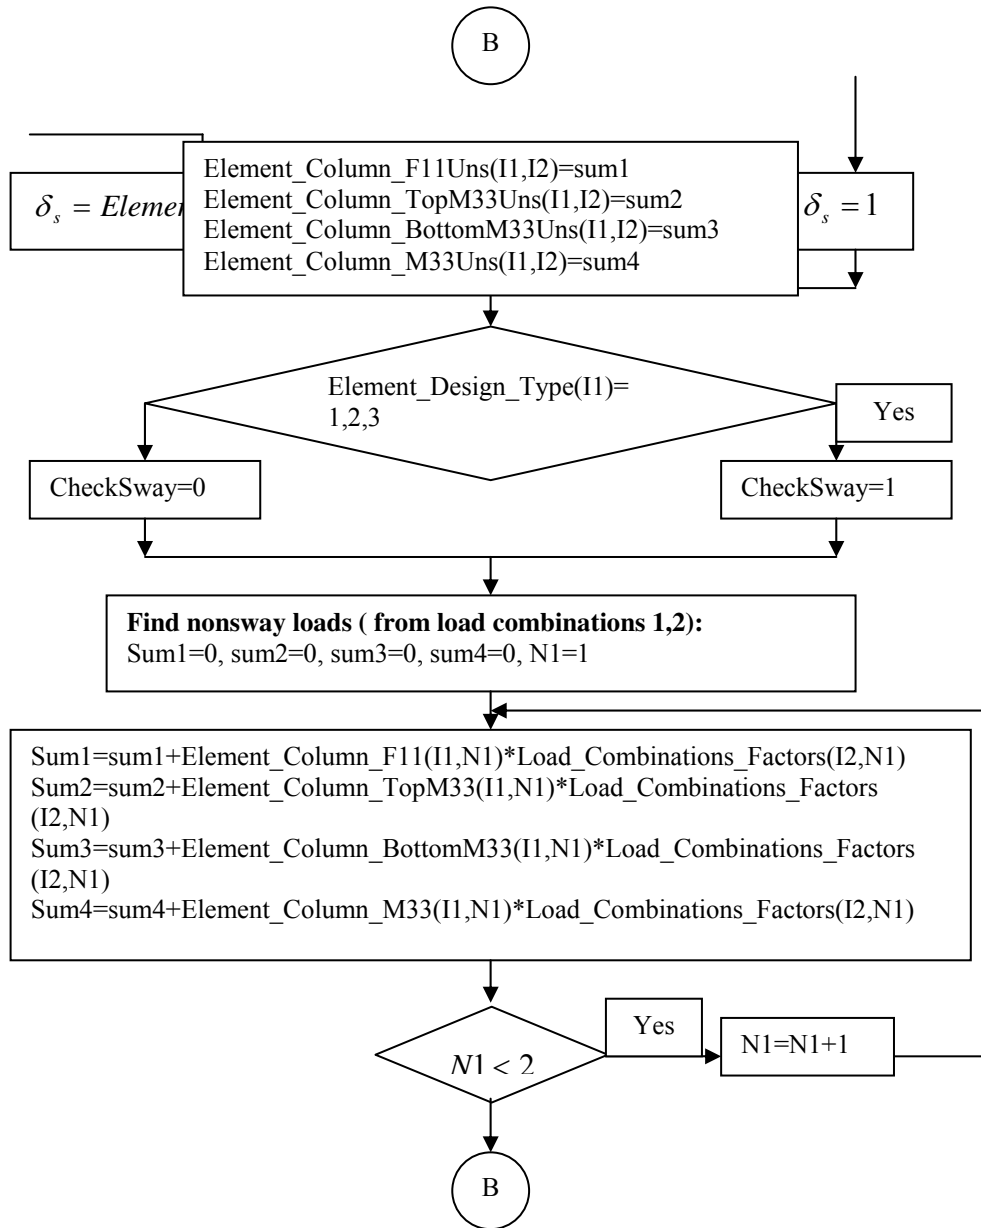 B
Element_Column_F11Uns(I1,I2)=sum1
Element_Column_TopM33Uns(I1,I2)=sum2
Element_Column_BottomM33Uns(I1,I2)=sum3
Element_Column_M33Uns(I1,I2)=sum4
δ_s =
δ_s = 1
Element_Design_Type(I1)=
1,2,3
Yes
CheckSway=0
CheckSway=1
Find nonsway loads ( from load combinations 1,2):
Sum1=0, sum2=0, sum3=0, sum4=0, N1=1
Sum1=sum1+Element_Column_F11(I1,N1)*Load_Combinations_Factors(I2,N1)
Sum2=sum2+Element_Column_TopM33(I1,N1)*Load_Combinations_Factors
(I2,N1)
Sum3=sum3+Element_Column_BottomM33(I1,N1)*Load_Combinations_Factors
(I2,N1)
Sum4=sum4+Element_Column_M33(I1,N1)*Load_Combinations_Factors(I2,N1)
Yes
N1 < 2
N1=N1+1
B